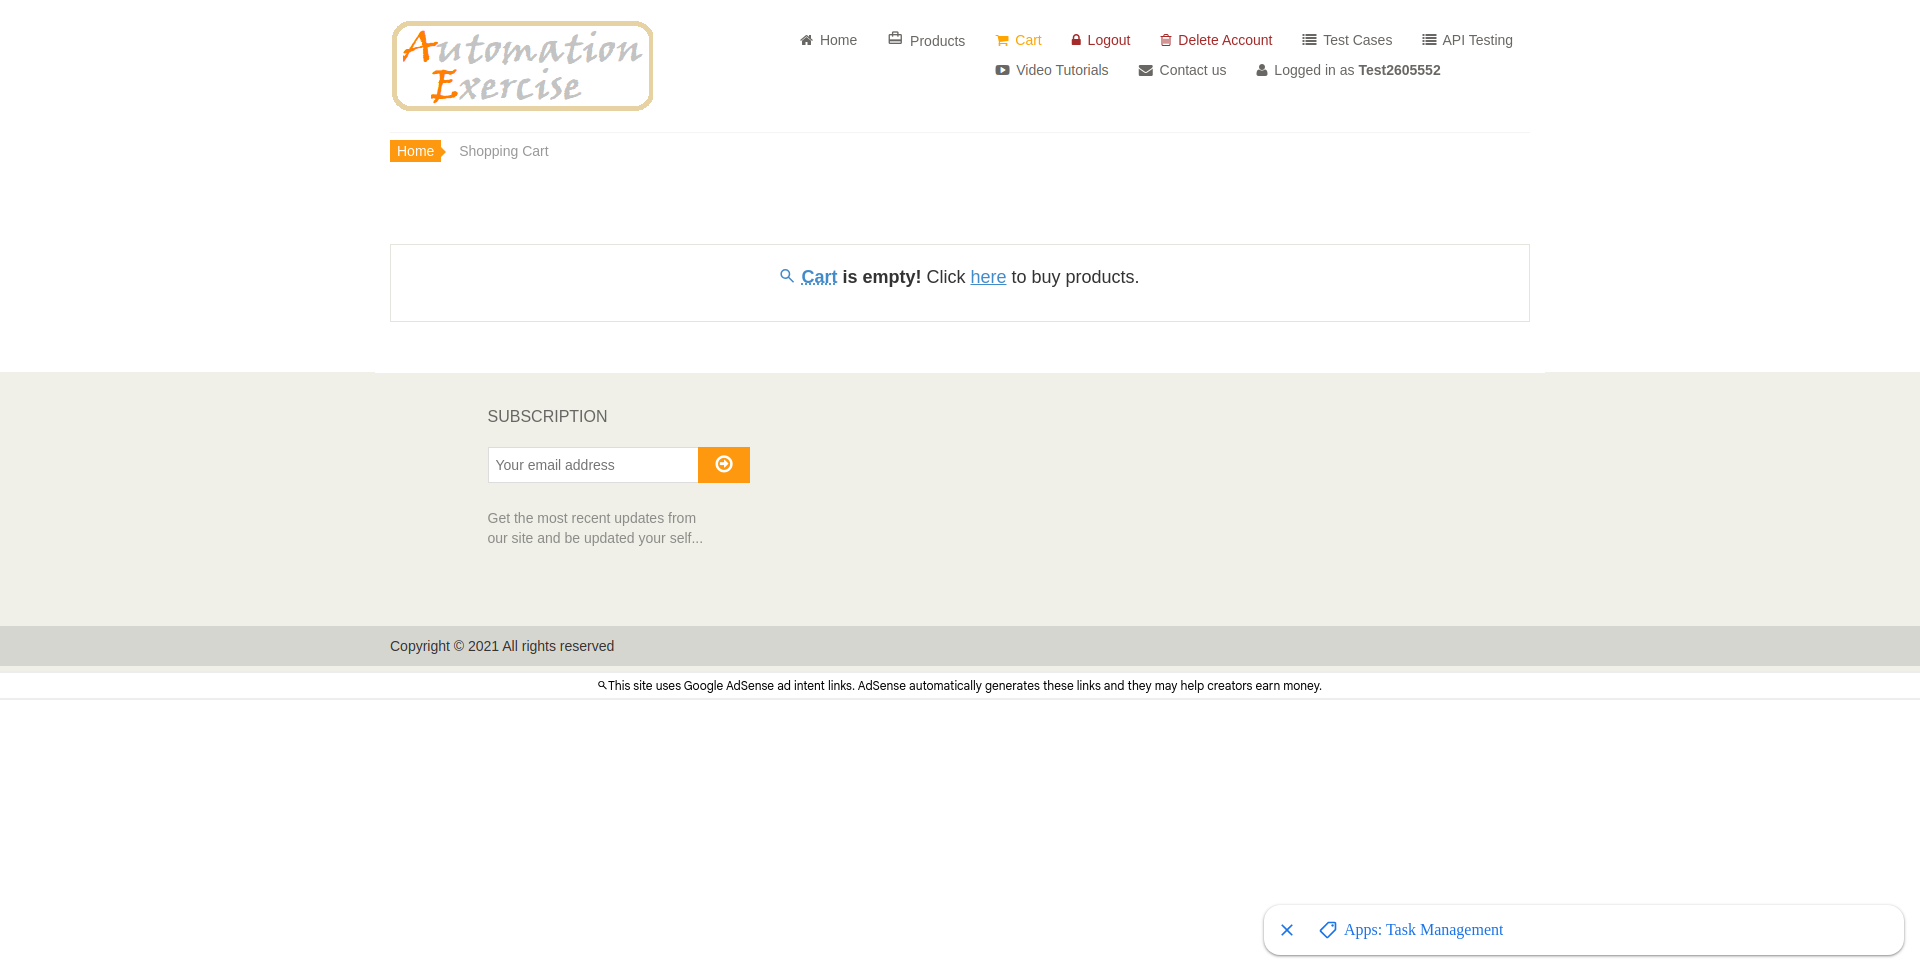 Automation
Exercise
Home Products Cart Logout Delete Account Test Cases API Testing
Video Tutorials Contact us Logged in as Test2605552
Home Shopping Cart
Cart is empty! Click here to buy products.
SUBSCRIPTION
Your email address
Get the most recent updates from
our site and be updated your self...
Copyright © 2021 All rights reserved
This site uses Google AdSense ad intent links. AdSense automatically generates these links and they may help creators earn money.
Apps: Task Management